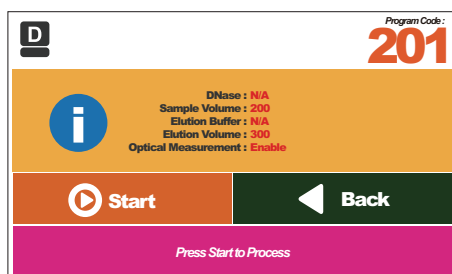 D
Program Code :
201
i
DNase : N/A
Sample Volume : 200
Elution Buffer : N/A
Elution Volume : 300
Optical Measurement : Enable
Start
Back
Press Start to Process